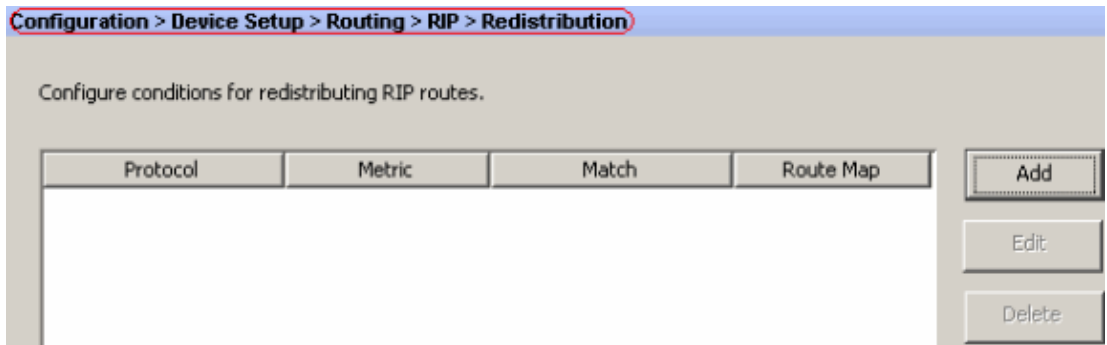 Configuration > Device Setup > Routing > RIP > Redistribution
Configure conditions for redistributing RIP routes.
Protocol Metric Match Route Map
Add
Edit
Delete